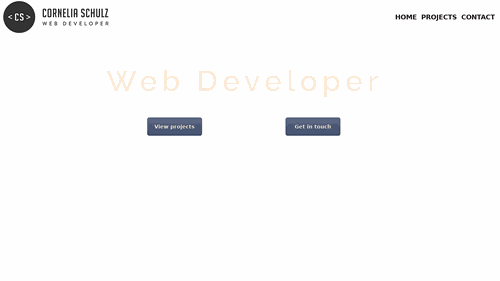 < CS >
CORNELIA SCHULZ
WEB DEVELOPER
HOME PROJECTS CONTACT
Web Developer
View projects
Get in touch